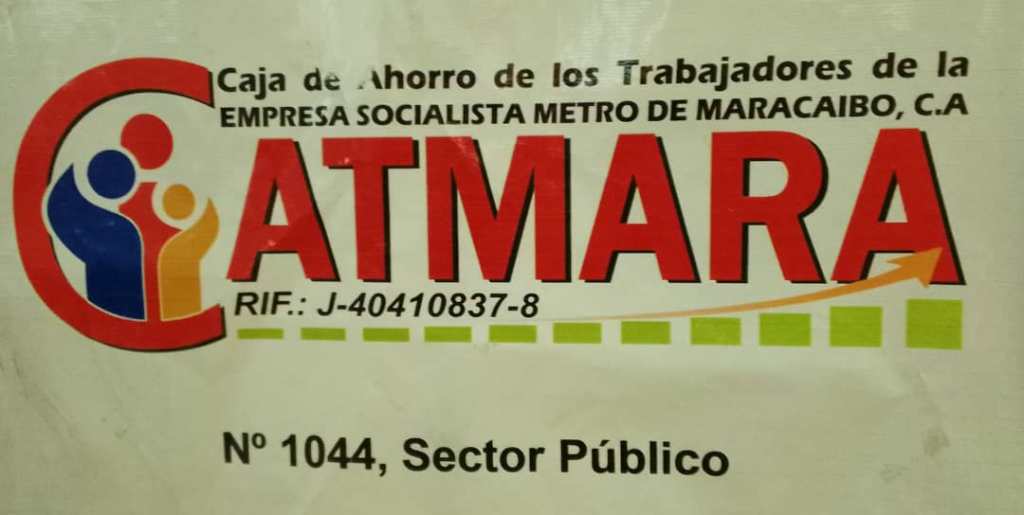 Caja de Ahorro de los Trabajadores de la
EMPRESA SOCIALISTA METRO DE MARACAIBO, C.A
CATMARA
RIF.: J-40410837-8
Nº 1044, Sector Público